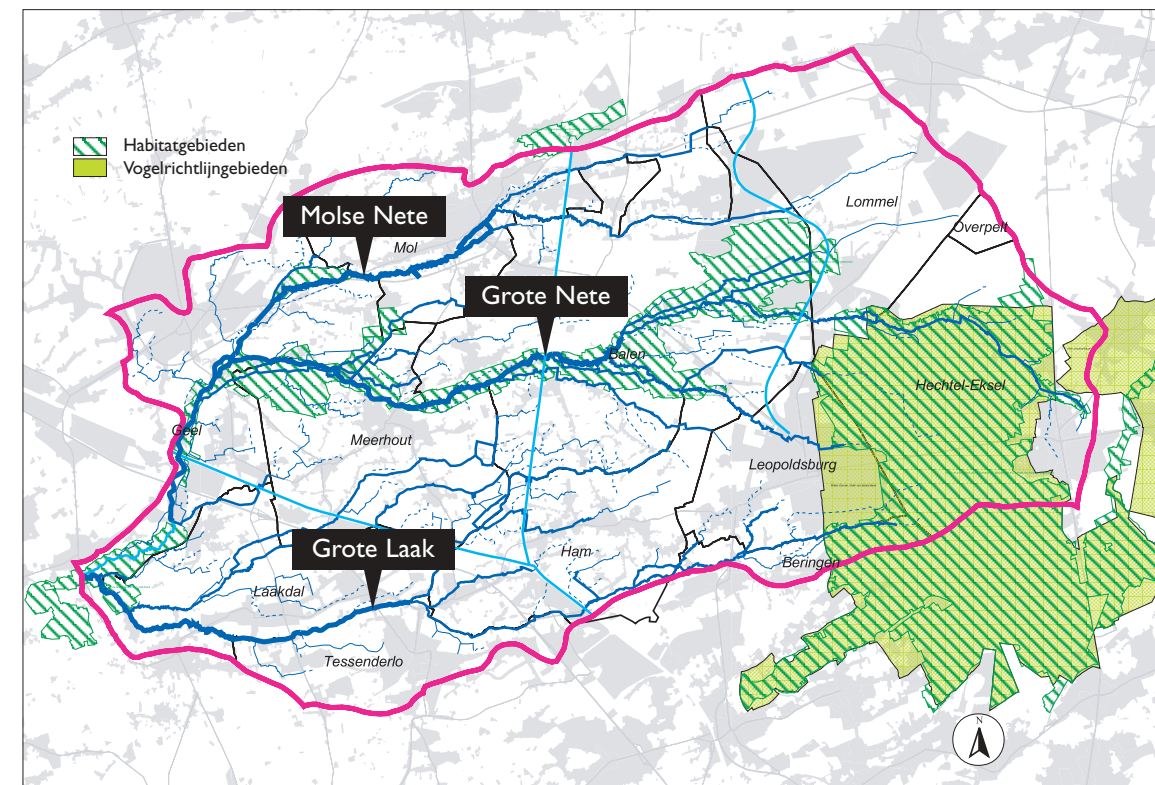 Habitatgebieden
Vogelrichtlijngebieden
Molse Nete
Mol
Lommel
Overpelt
Grote Nete
Balen
Hechtel-Eksel
Geel
Meerhout
Leopoldsburg
Grote Laak
Ham
Beringen
Laakdal
Tessenderlo
N